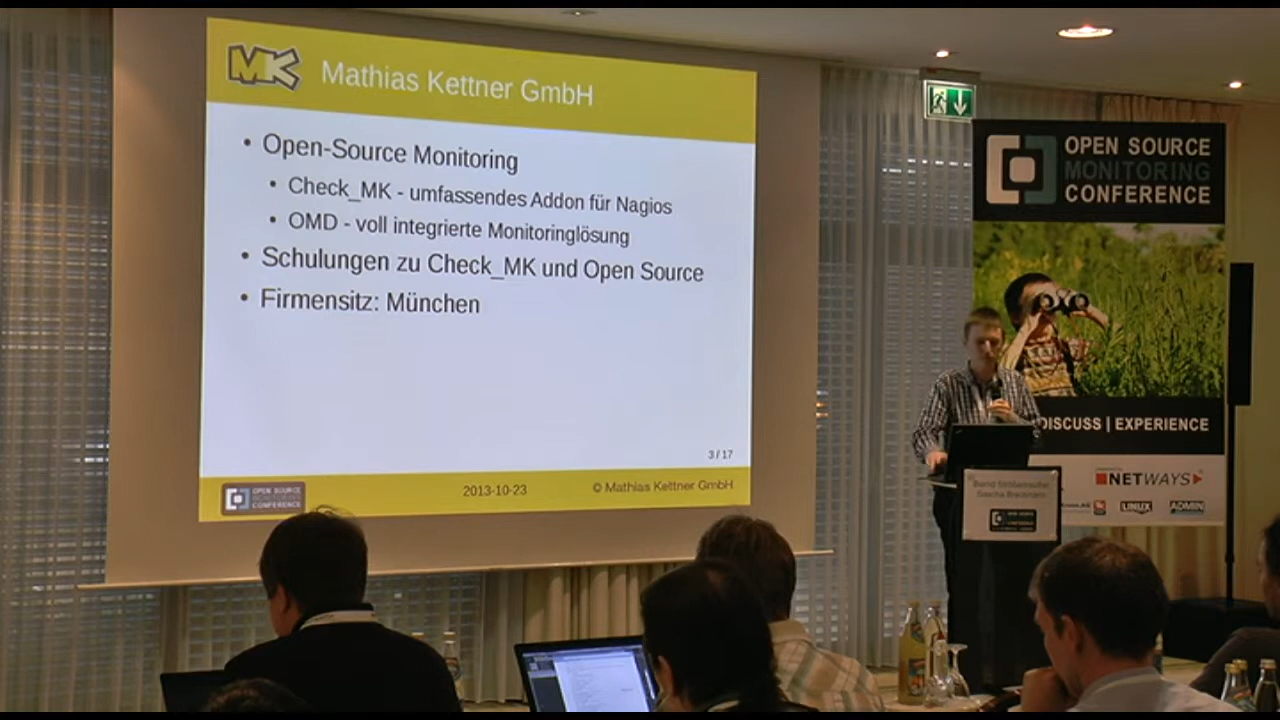 MK
Mathias Kettner GmbH
• Open-Source Monitoring
• Check_MK - umfassendes Addon für Nagios
• OMD - voll integrierte Monitoringlösung
• Schulungen zu Check_MK und Open Source
• Firmensitz: München
3 / 17
OPEN SOURCE
MONITORING
CONFERENCE
2013-10-23
© Mathias Kettner GmbH
OPEN SOURCE
MONITORING
CONFERENCE
DISCUSS | EXPERIENCE
NETWAYS
LINUX
ADMIN